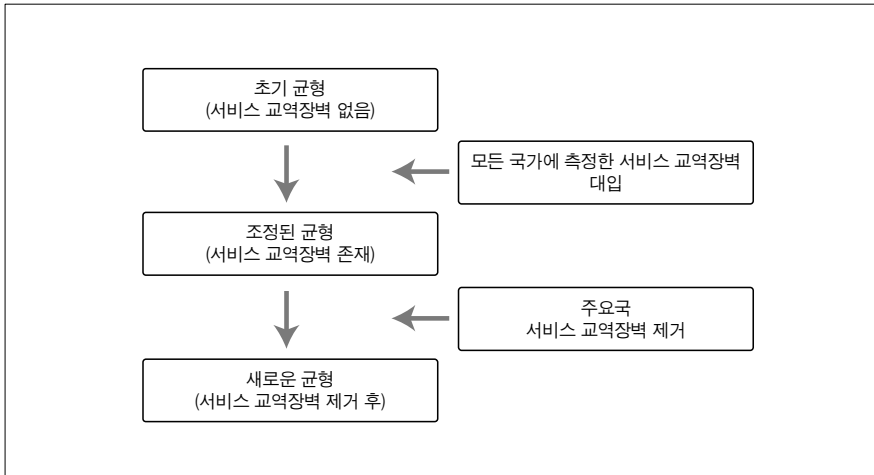 초기 균형
(서비스 교역장벽 없음)
모든 국가에 측정한 서비스 교역장벽
대입
조정된 균형
(서비스 교역장벽 존재)
주요국
서비스 교역장벽 제거
새로운 균형
(서비스 교역장벽 제거 후)